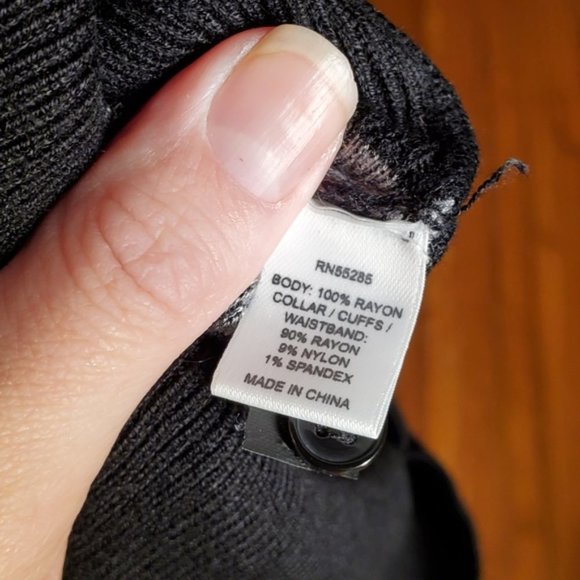 RN55285
BODY: 100% RAYON
COLLAR / CUFFS /
WAISTBAND:
90% RAYON
9% NYLON
1% SPANDEX
MADE IN CHINA